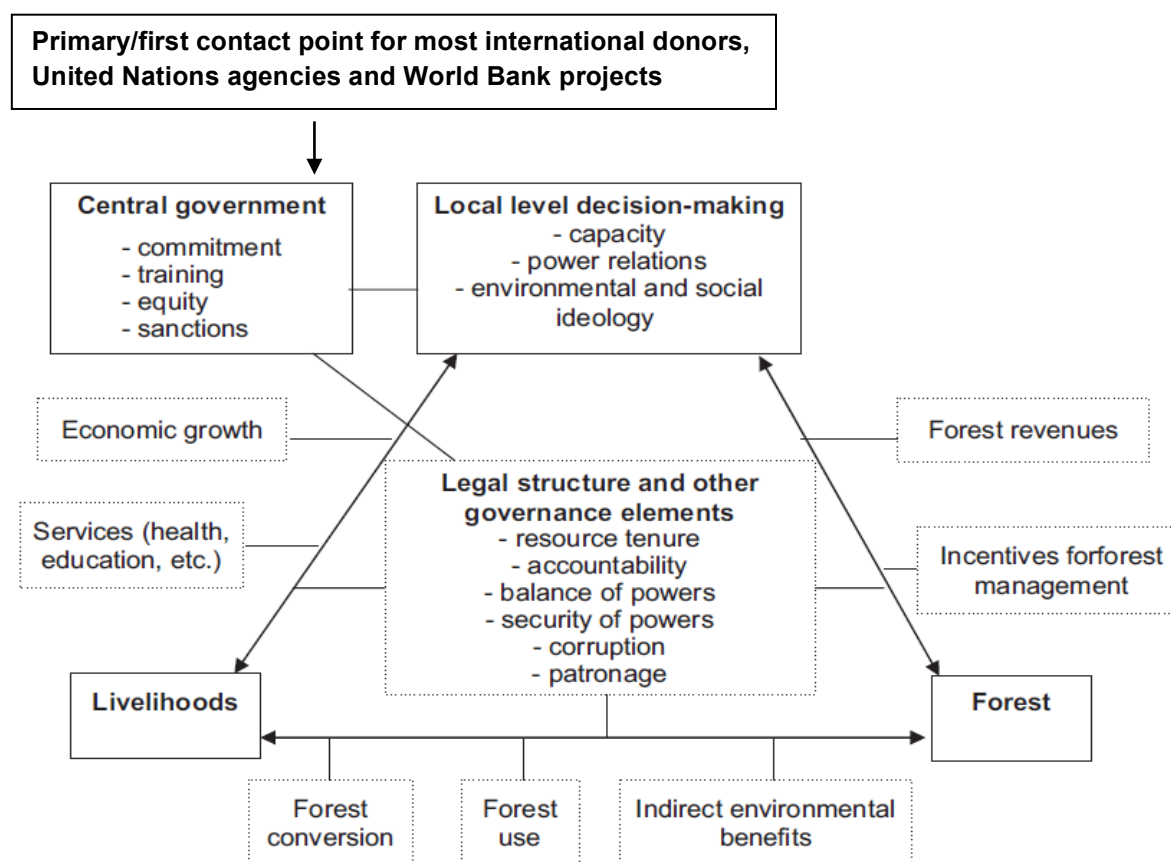 Primary/first contact point for most international donors,
United Nations agencies and World Bank projects
Central government
- commitment
- training
- equity
- sanctions
Local level decision-making
- capacity
- power relations
- environmental and social
ideology
Economic growth
Forest revenues
Legal structure and other
governance elements
- resource tenure
- accountability
- balance of powers
- security of powers
- corruption
- patronage
Services (health,
education, etc.)
Incentives forforest
management
Livelihoods
Forest
Forest
conversion
Forest
use
Indirect environmental
benefits